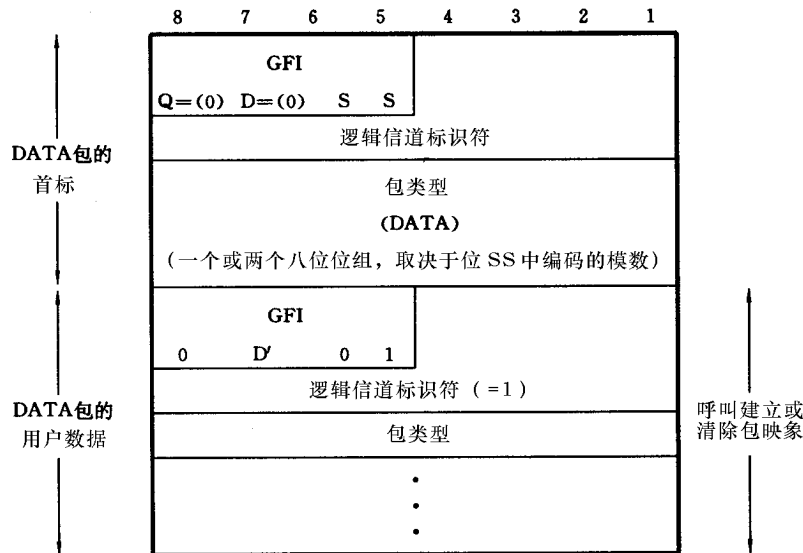 8 7 6 5 4 3 2 1
GFI
Q=(0) D=(0) S S
逻辑信道标识符
DATA包的
首标
包类型
(DATA)
(一个或两个八位位组，取决于位 SS 中编码的模数)
GFI
0 D′ 0 1
逻辑信道标识符 (=1)
DATA包的
用户数据
包类型
呼叫建立或
清除包映象